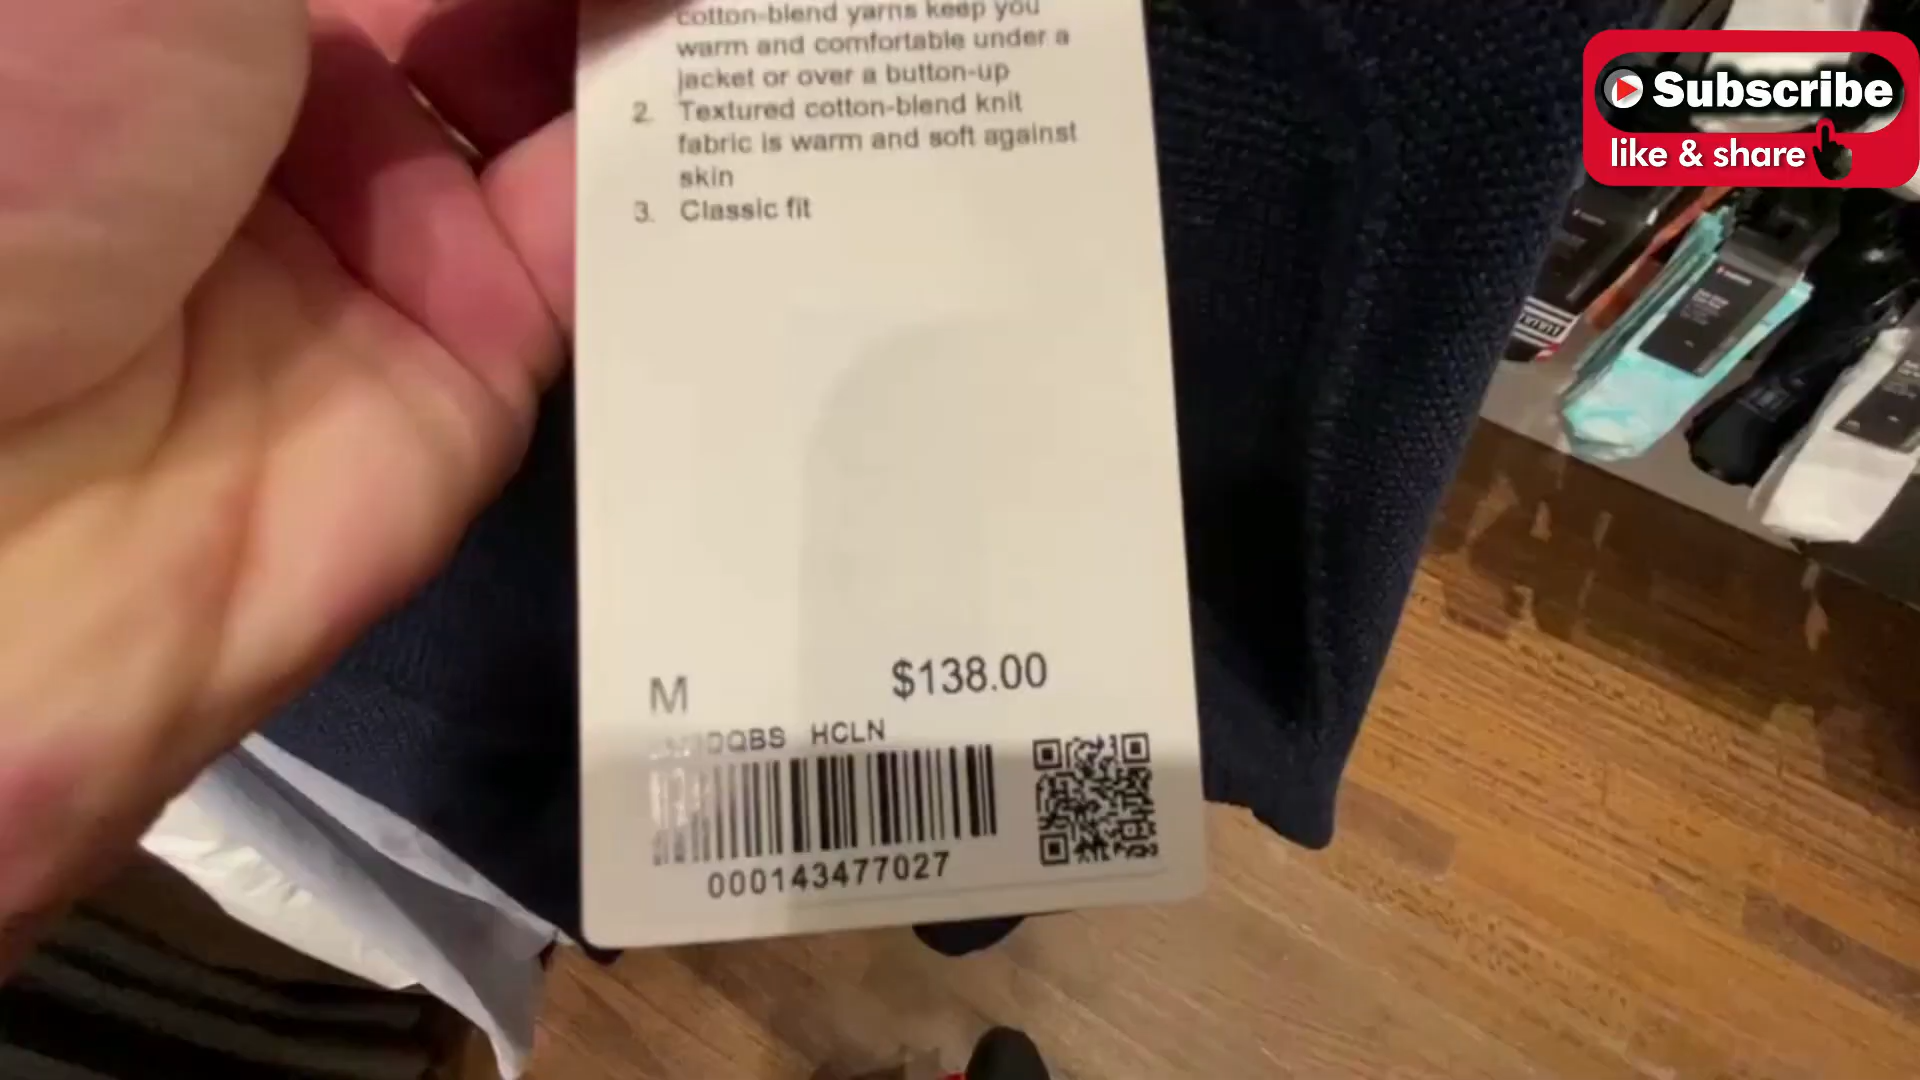 cotton-blend yarns keep you
warm and comfortable under a
jacket or over a button-up
2. Textured cotton-blend knit
fabric is warm and soft against
skin
3. Classic fit
M $138.00
DQBS HCLN
000143477027
Subscribe
like & share